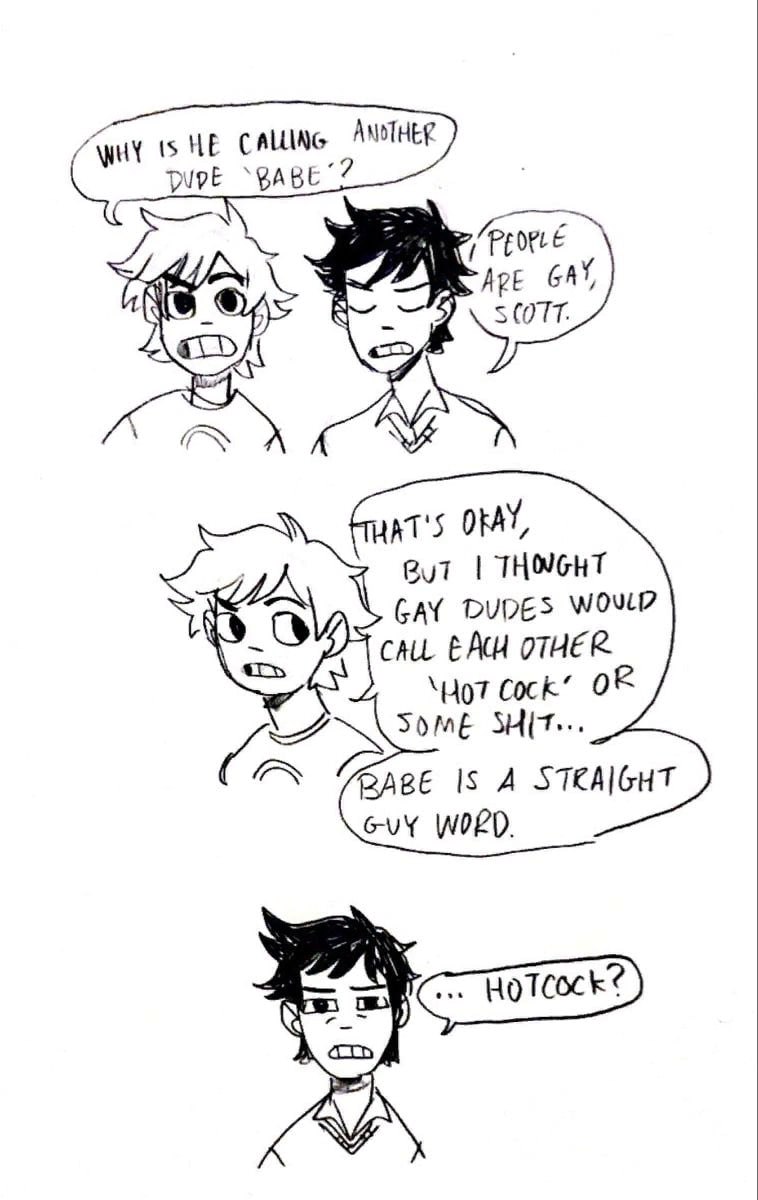 WHY IS HE CALLING ANOTHER
DUDE 'BABE'?
PEOPLE
ARE GAY,
SCOTT.
THAT'S OKAY,
BUT I THOUGHT
GAY DUDES WOULD
CALL EACH OTHER
'HOT COCK' OR
SOME SHIT...
BABE IS A STRAIGHT
GUY WORD.
... HOTCOCK?